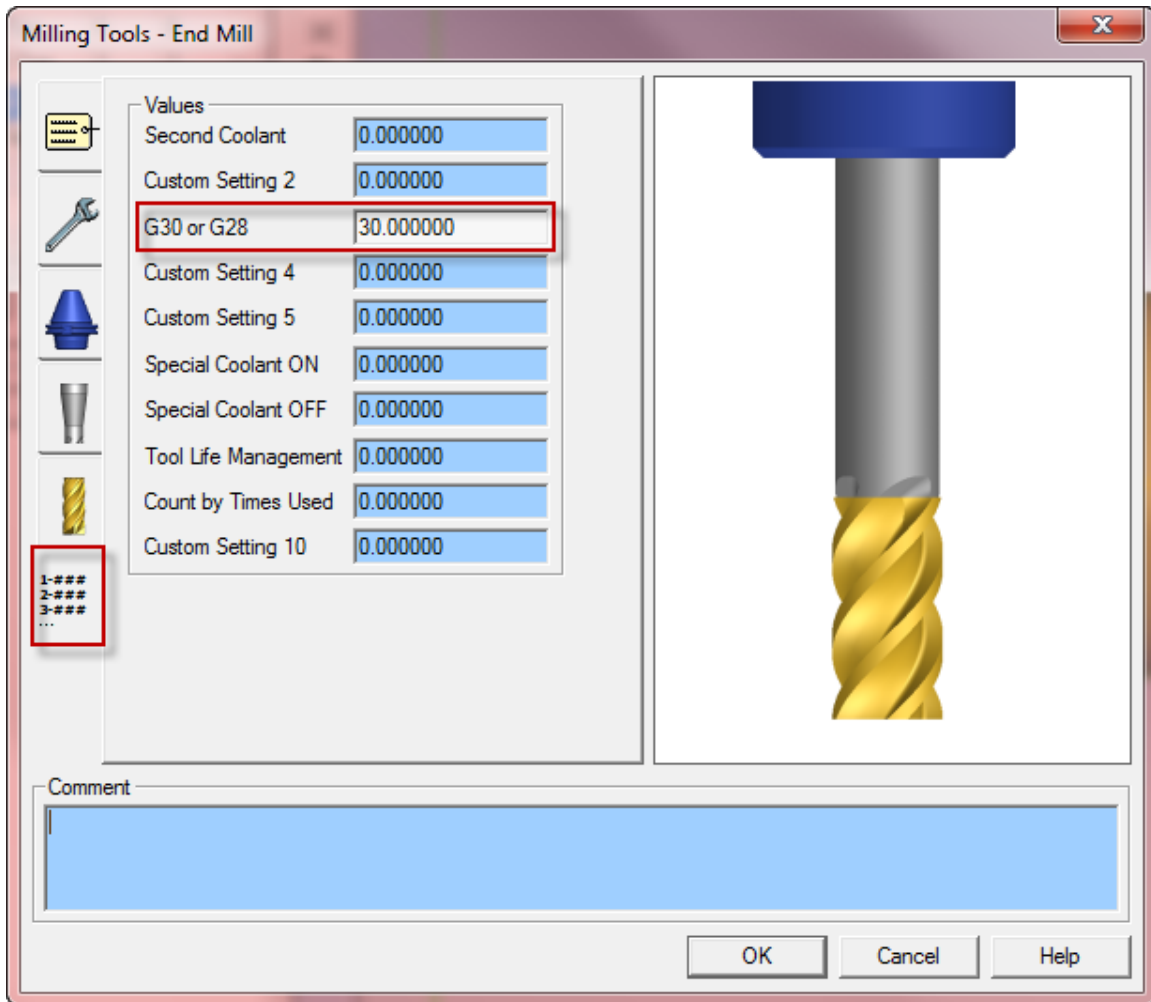 Milling Tools - End Mill
Values
Second Coolant 0.000000
Custom Setting 2 0.000000
G30 or G28 30.000000
Custom Setting 4 0.000000
Custom Setting 5 0.000000
Special Coolant ON 0.000000
Special Coolant OFF 0.000000
Tool Life Management 0.000000
Count by Times Used 0.000000
Custom Setting 10 0.000000
1-###
2-###
3-###
...
Comment
OK Cancel Help